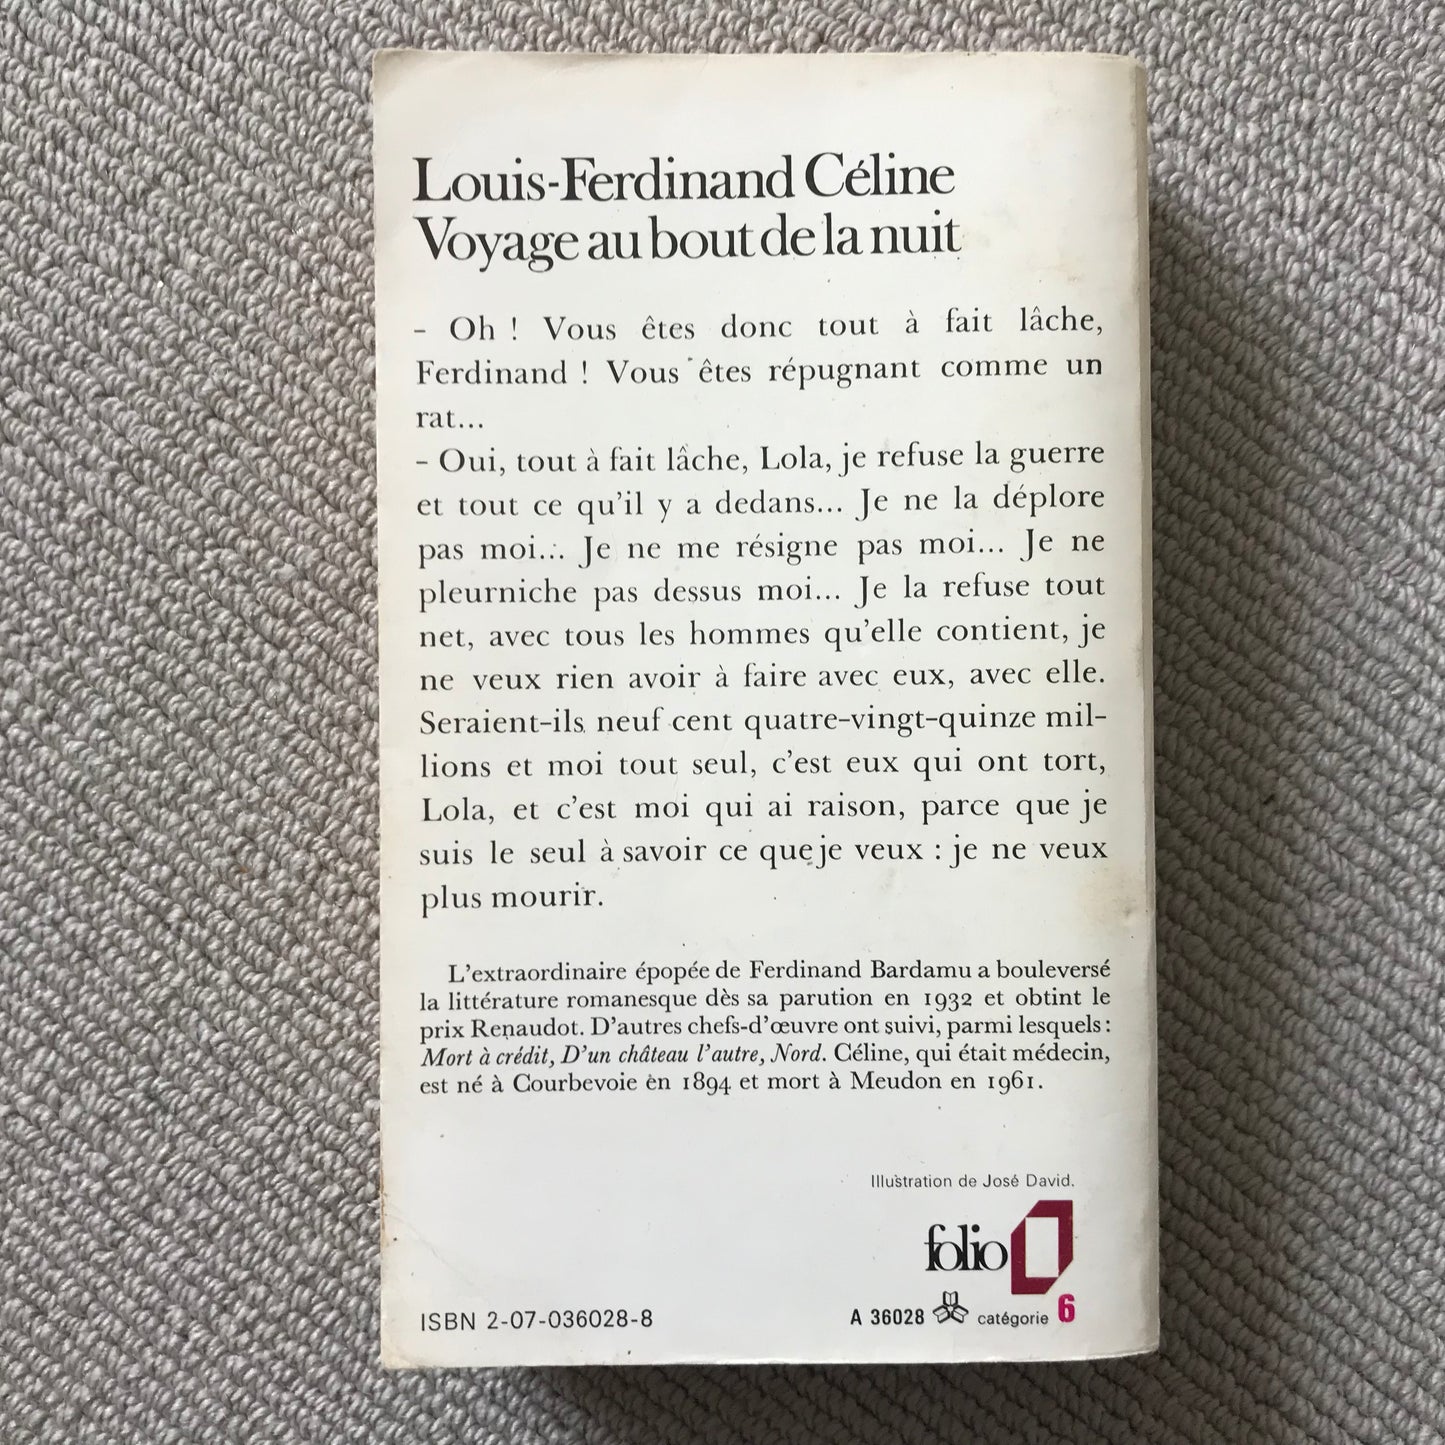 Louis-Ferdinand Céline
Voyage au bout de la nuit
– Oh ! Vous êtes donc tout à fait lâche,
Ferdinand ! Vous êtes répugnant comme un
rat...
– Oui, tout à fait lâche, Lola, je refuse la guerre
et tout ce qu'il y a dedans... Je ne la déplore
pas moi... Je ne me résigne pas moi... Je ne
pleurniche pas dessus moi... Je la refuse tout
net, avec tous les hommes qu'elle contient, je
ne veux rien avoir à faire avec eux, avec elle.
Seraient-ils neuf cent quatre-vingt-quinze mil-
lions et moi tout seul, c'est eux qui ont tort,
Lola, et c'est moi qui ai raison, parce que je
suis le seul à savoir ce que je veux : je ne veux
plus mourir.
L'extraordinaire épopée de Ferdinand Bardamu a bouleversé
la littérature romanesque dès sa parution en 1932 et obtint le
prix Renaudot. D'autres chefs-d'œuvre ont suivi, parmi lesquels :
Mort à crédit, D'un château l'autre, Nord. Céline, qui était médecin,
est né à Courbevoie en 1894 et mort à Meudon en 1961.
Illustration de José David.
folio
ISBN 2-07-036028-8
A 36028 catégorie 6